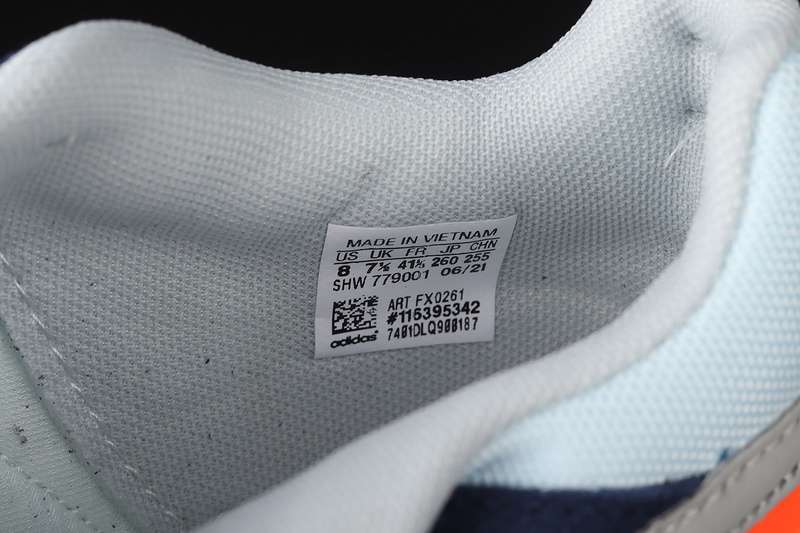 MADE IN VIETNAM
US UK FR JP CHN
8 7½ 41⅓ 260 255
SHW 779001 06/21
ART FX0261
#116395342
7401DLQ900187
adidas